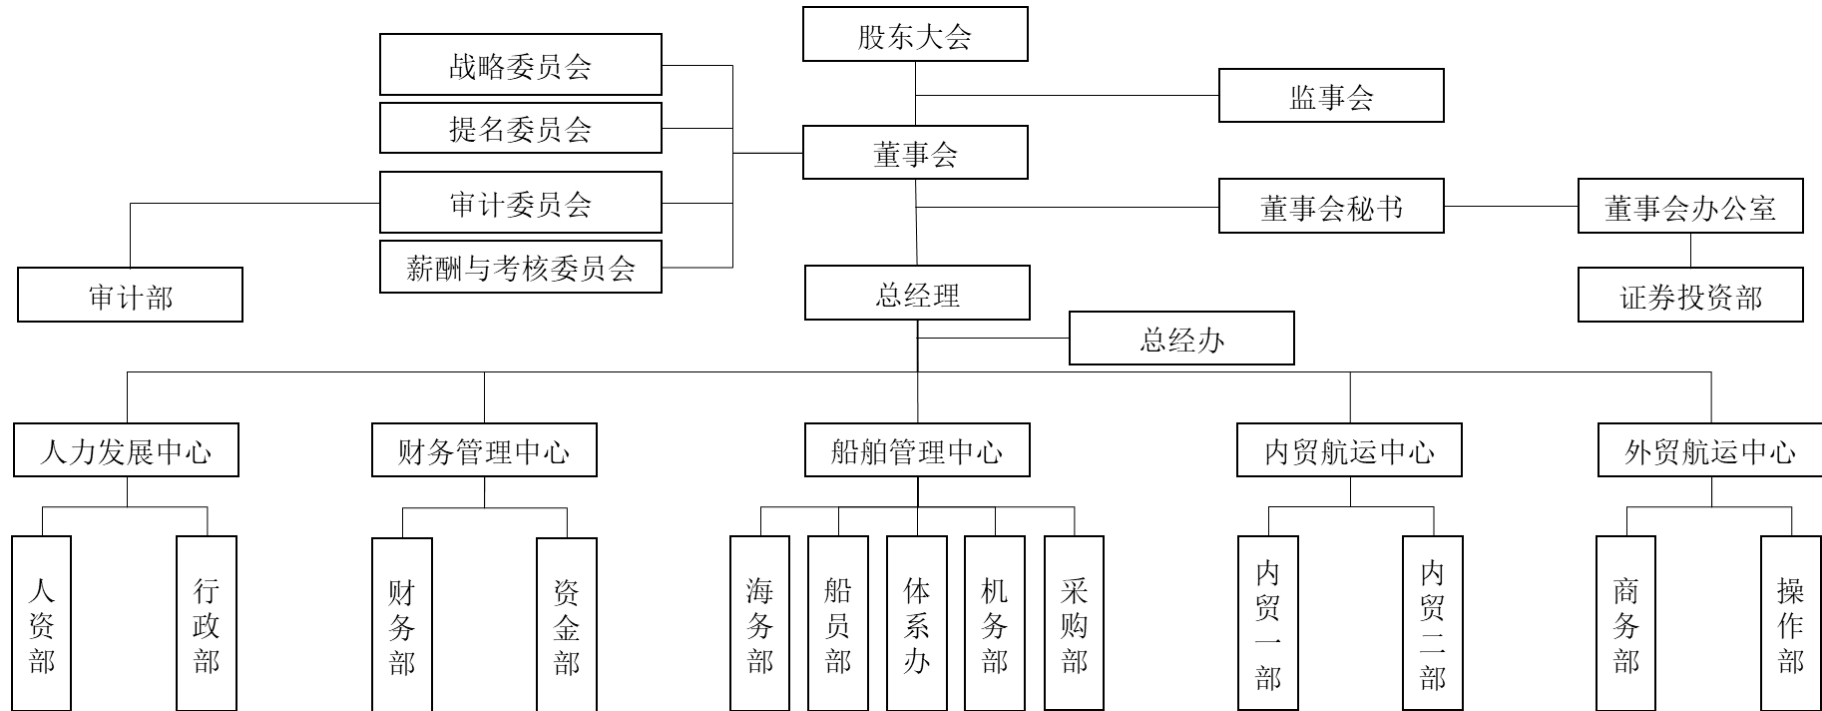 股东大会
战略委员会
监事会
提名委员会
董事会
审计委员会
董事会秘书
董事会办公室
薪酬与考核委员会
审计部
总经理
证券投资部
总经办
人力发展中心
财务管理中心
船舶管理中心
内贸航运中心
外贸航运中心
人资部
行政部
财务部
资金部
海务部
船员部
体系办
机务部
采购部
内贸一部
内贸二部
商务部
操作部